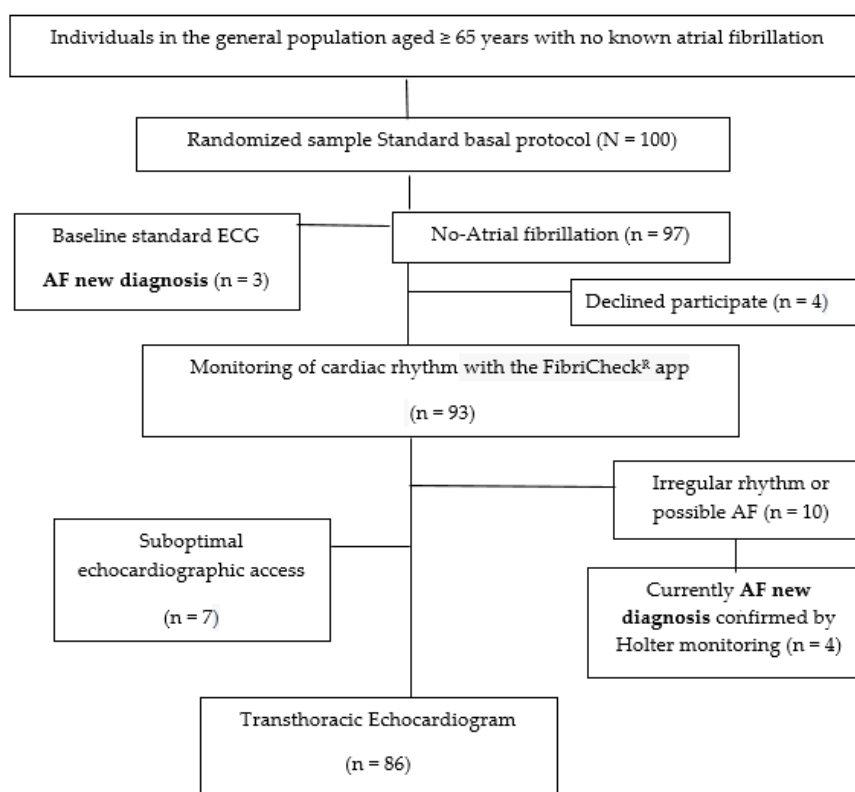 Individuals in the general population aged ≥ 65 years with no known atrial fibrillation
Randomized sample Standard basal protocol (N = 100)
Baseline standard ECG
AF new diagnosis (n = 3)
No-Atrial fibrillation (n = 97)
Declined participate (n = 4)
Monitoring of cardiac rhythm with the FibriCheckᴿ app
(n = 93)
Irregular rhythm or
possible AF (n = 10)
Suboptimal
echocardiographic access
(n = 7)
Currently AF new
diagnosis confirmed by
Holter monitoring (n = 4)
Transthoracic Echocardiogram
(n = 86)